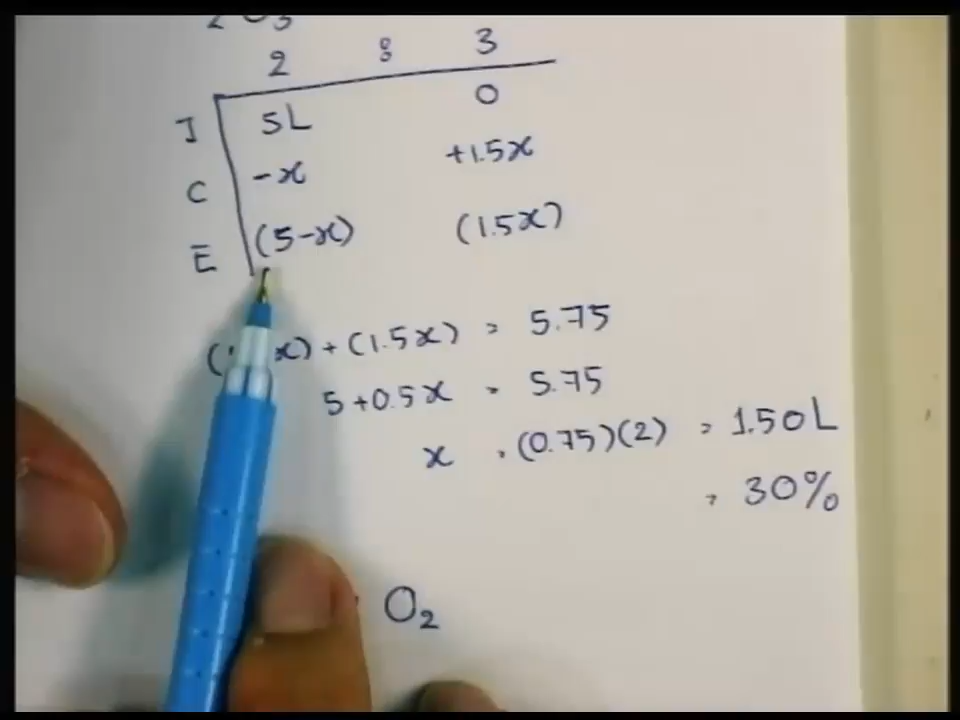 2 : 3
I 5L 0
C -x +1.5x
E (5-x) (1.5x)
x) + (1.5x) = 5.75
5+0.5x = 5.75
x = (0.75)(2) = 1.50L
= 30%
O₂